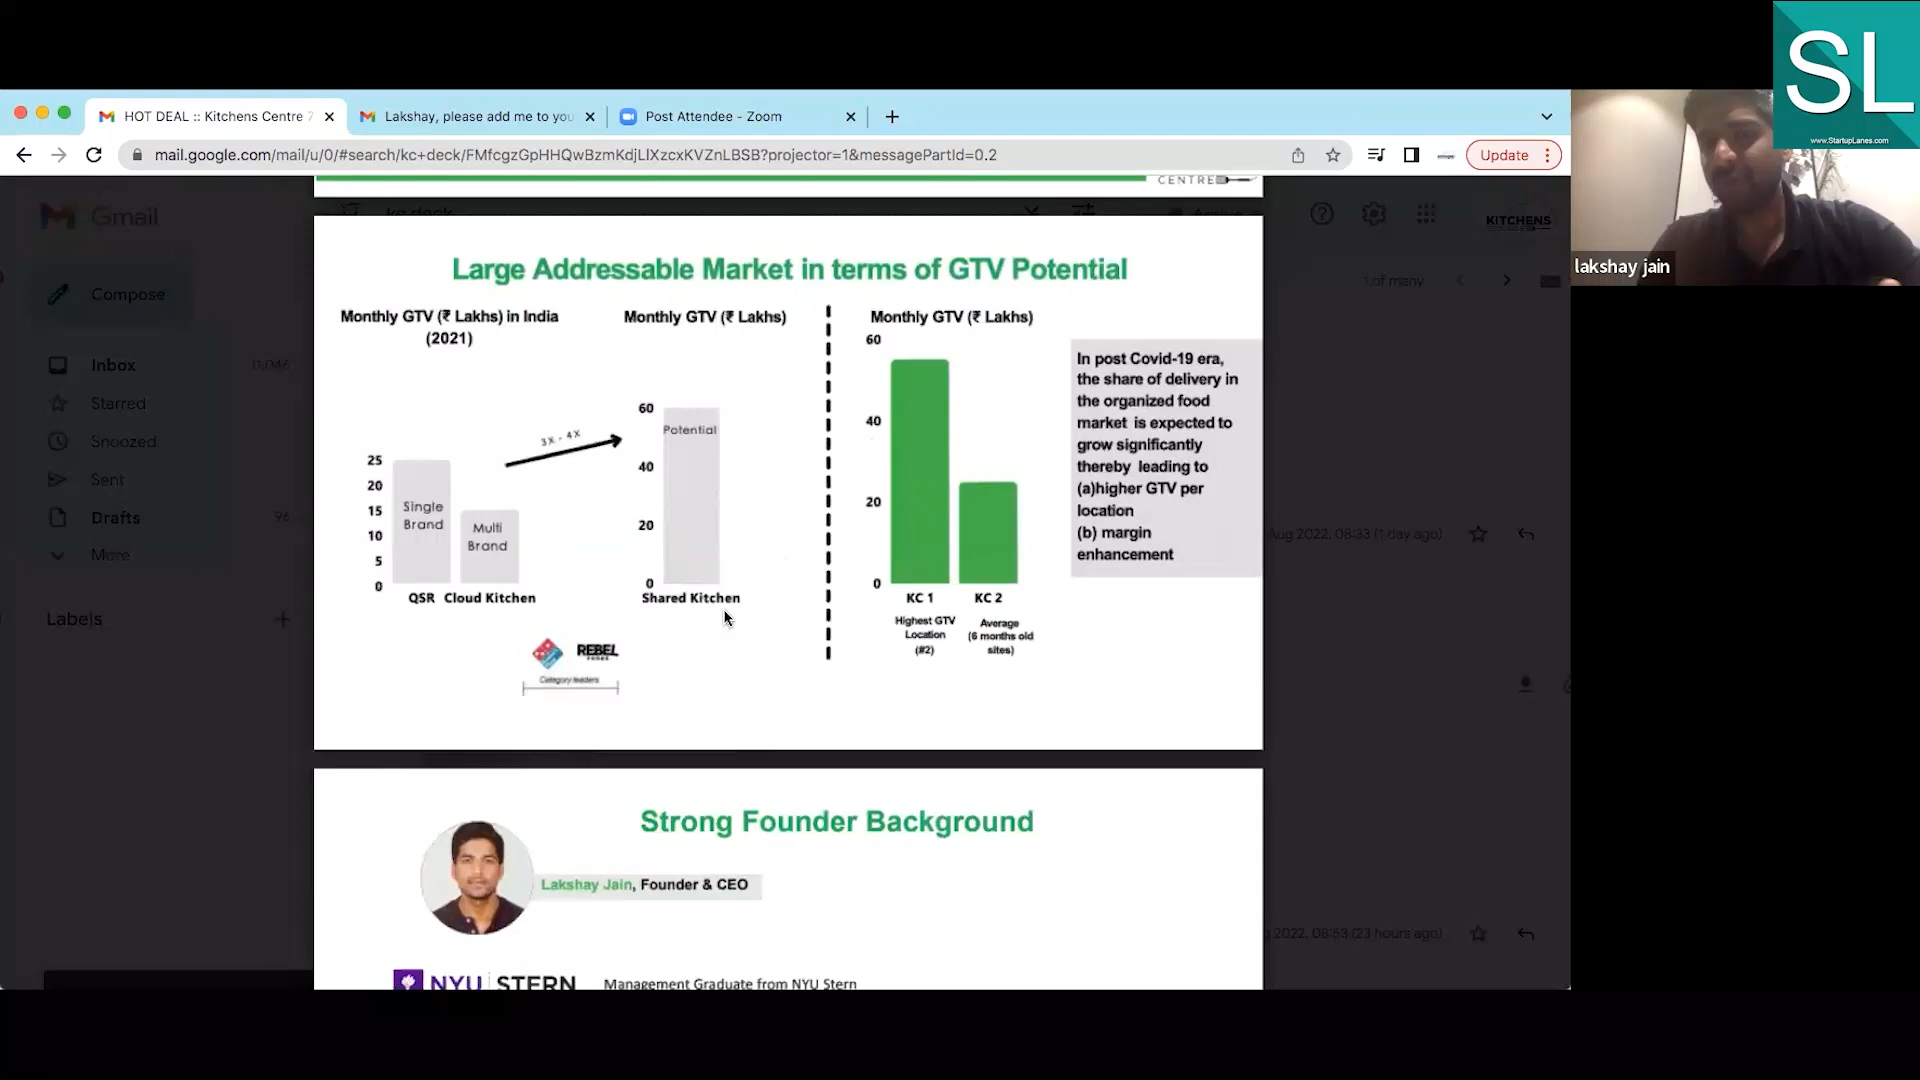 SL
www.StartupLanes.com
HOT DEAL :: Kitchens Centre 7
Lakshay, please add me to you
Post Attendee - Zoom
mail.google.com/mail/u/0/#search/kc+deck/FMfcgzGpHHQwBzmKdjLlXzcxKVZnLBSB?projector=1&messagePartId=0.2
Update
lakshay jain
CENTRE
Gmail
kc deck
KITCHENS
Compose
1 of many
Inbox
Starred
Snoozed
Sent
Drafts
More
Labels
Large Addressable Market in terms of GTV Potential
Monthly GTV (₹ Lakhs) in India
(2021)
25
20
15
10
5
0
Single
Brand
Multi
Brand
QSR
Cloud Kitchen
3X - 4X
Monthly GTV (₹ Lakhs)
60
40
20
0
Potential
Shared Kitchen
REBEL
Category leaders
Monthly GTV (₹ Lakhs)
60
40
20
0
KC 1
KC 2
Highest GTV
Location
(#2)
Average
(6 months old
sites)
In post Covid-19 era,
the share of delivery in
the organized food
market is expected to
grow significantly
thereby leading to
(a)higher GTV per
location
(b) margin
enhancement
Aug 2022, 08:33 (1 day ago)
Strong Founder Background
Lakshay Jain, Founder & CEO
2022, 08:53 (23 hours ago)
NYU STERN
Management Graduate from NYU Stern